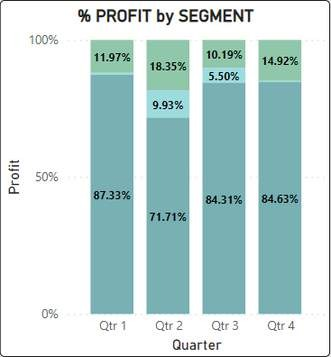 % PROFIT by SEGMENT
100%
11.97%
18.35%
10.19%
14.92%
9.93%
5.50%
Profit
50%
87.33%
71.71%
84.31%
84.63%
0%
Qtr 1
Qtr 2
Qtr 3
Qtr 4
Quarter